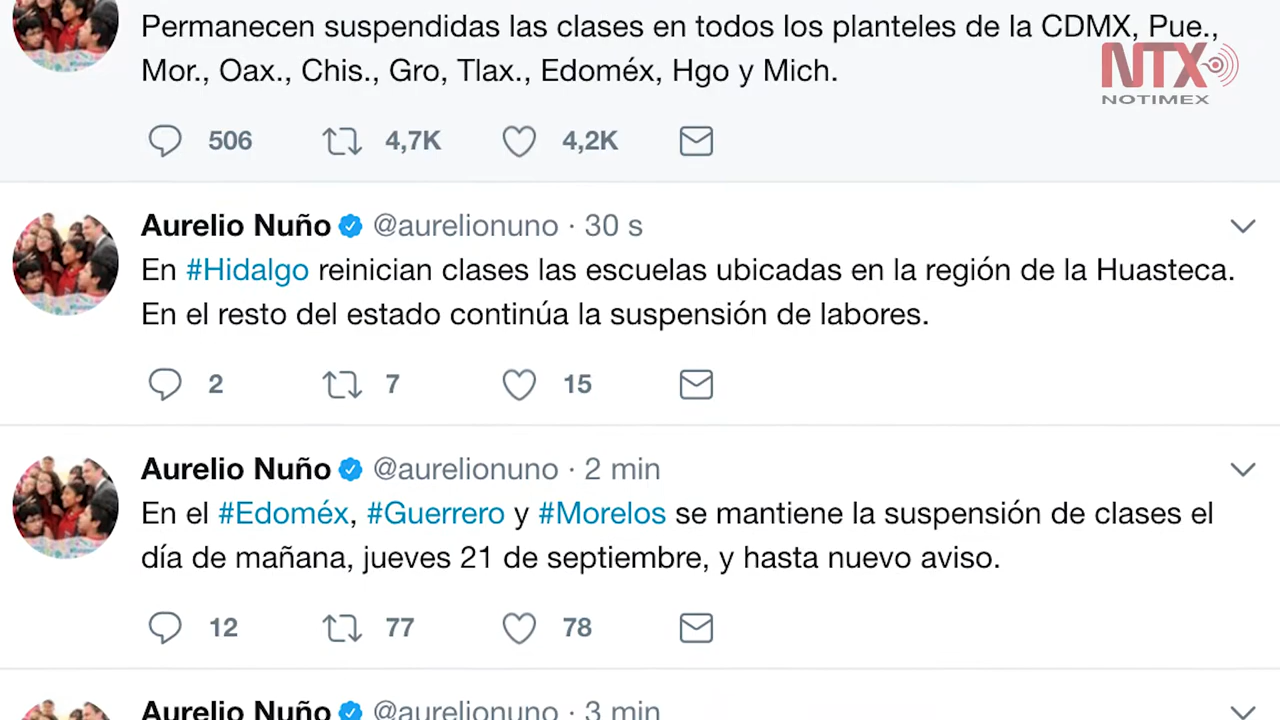 Permanecen suspendidas las clases en todos los planteles de la CDMX, Pue.,
Mor., Oax., Chis., Gro, Tlax., Edoméx, Hgo y Mich.
NTX
NOTIMEX
506 4,7K 4,2K
Aurelio Nuño @aurelionuno · 30 s
En #Hidalgo reinician clases las escuelas ubicadas en la región de la Huasteca.
En el resto del estado continúa la suspensión de labores.
2 7 15
Aurelio Nuño @aurelionuno · 2 min
En el #Edoméx, #Guerrero y #Morelos se mantiene la suspensión de clases el
día de mañana, jueves 21 de septiembre, y hasta nuevo aviso.
12 77 78
Aurelio Nuño @aurelionuno · 3 min